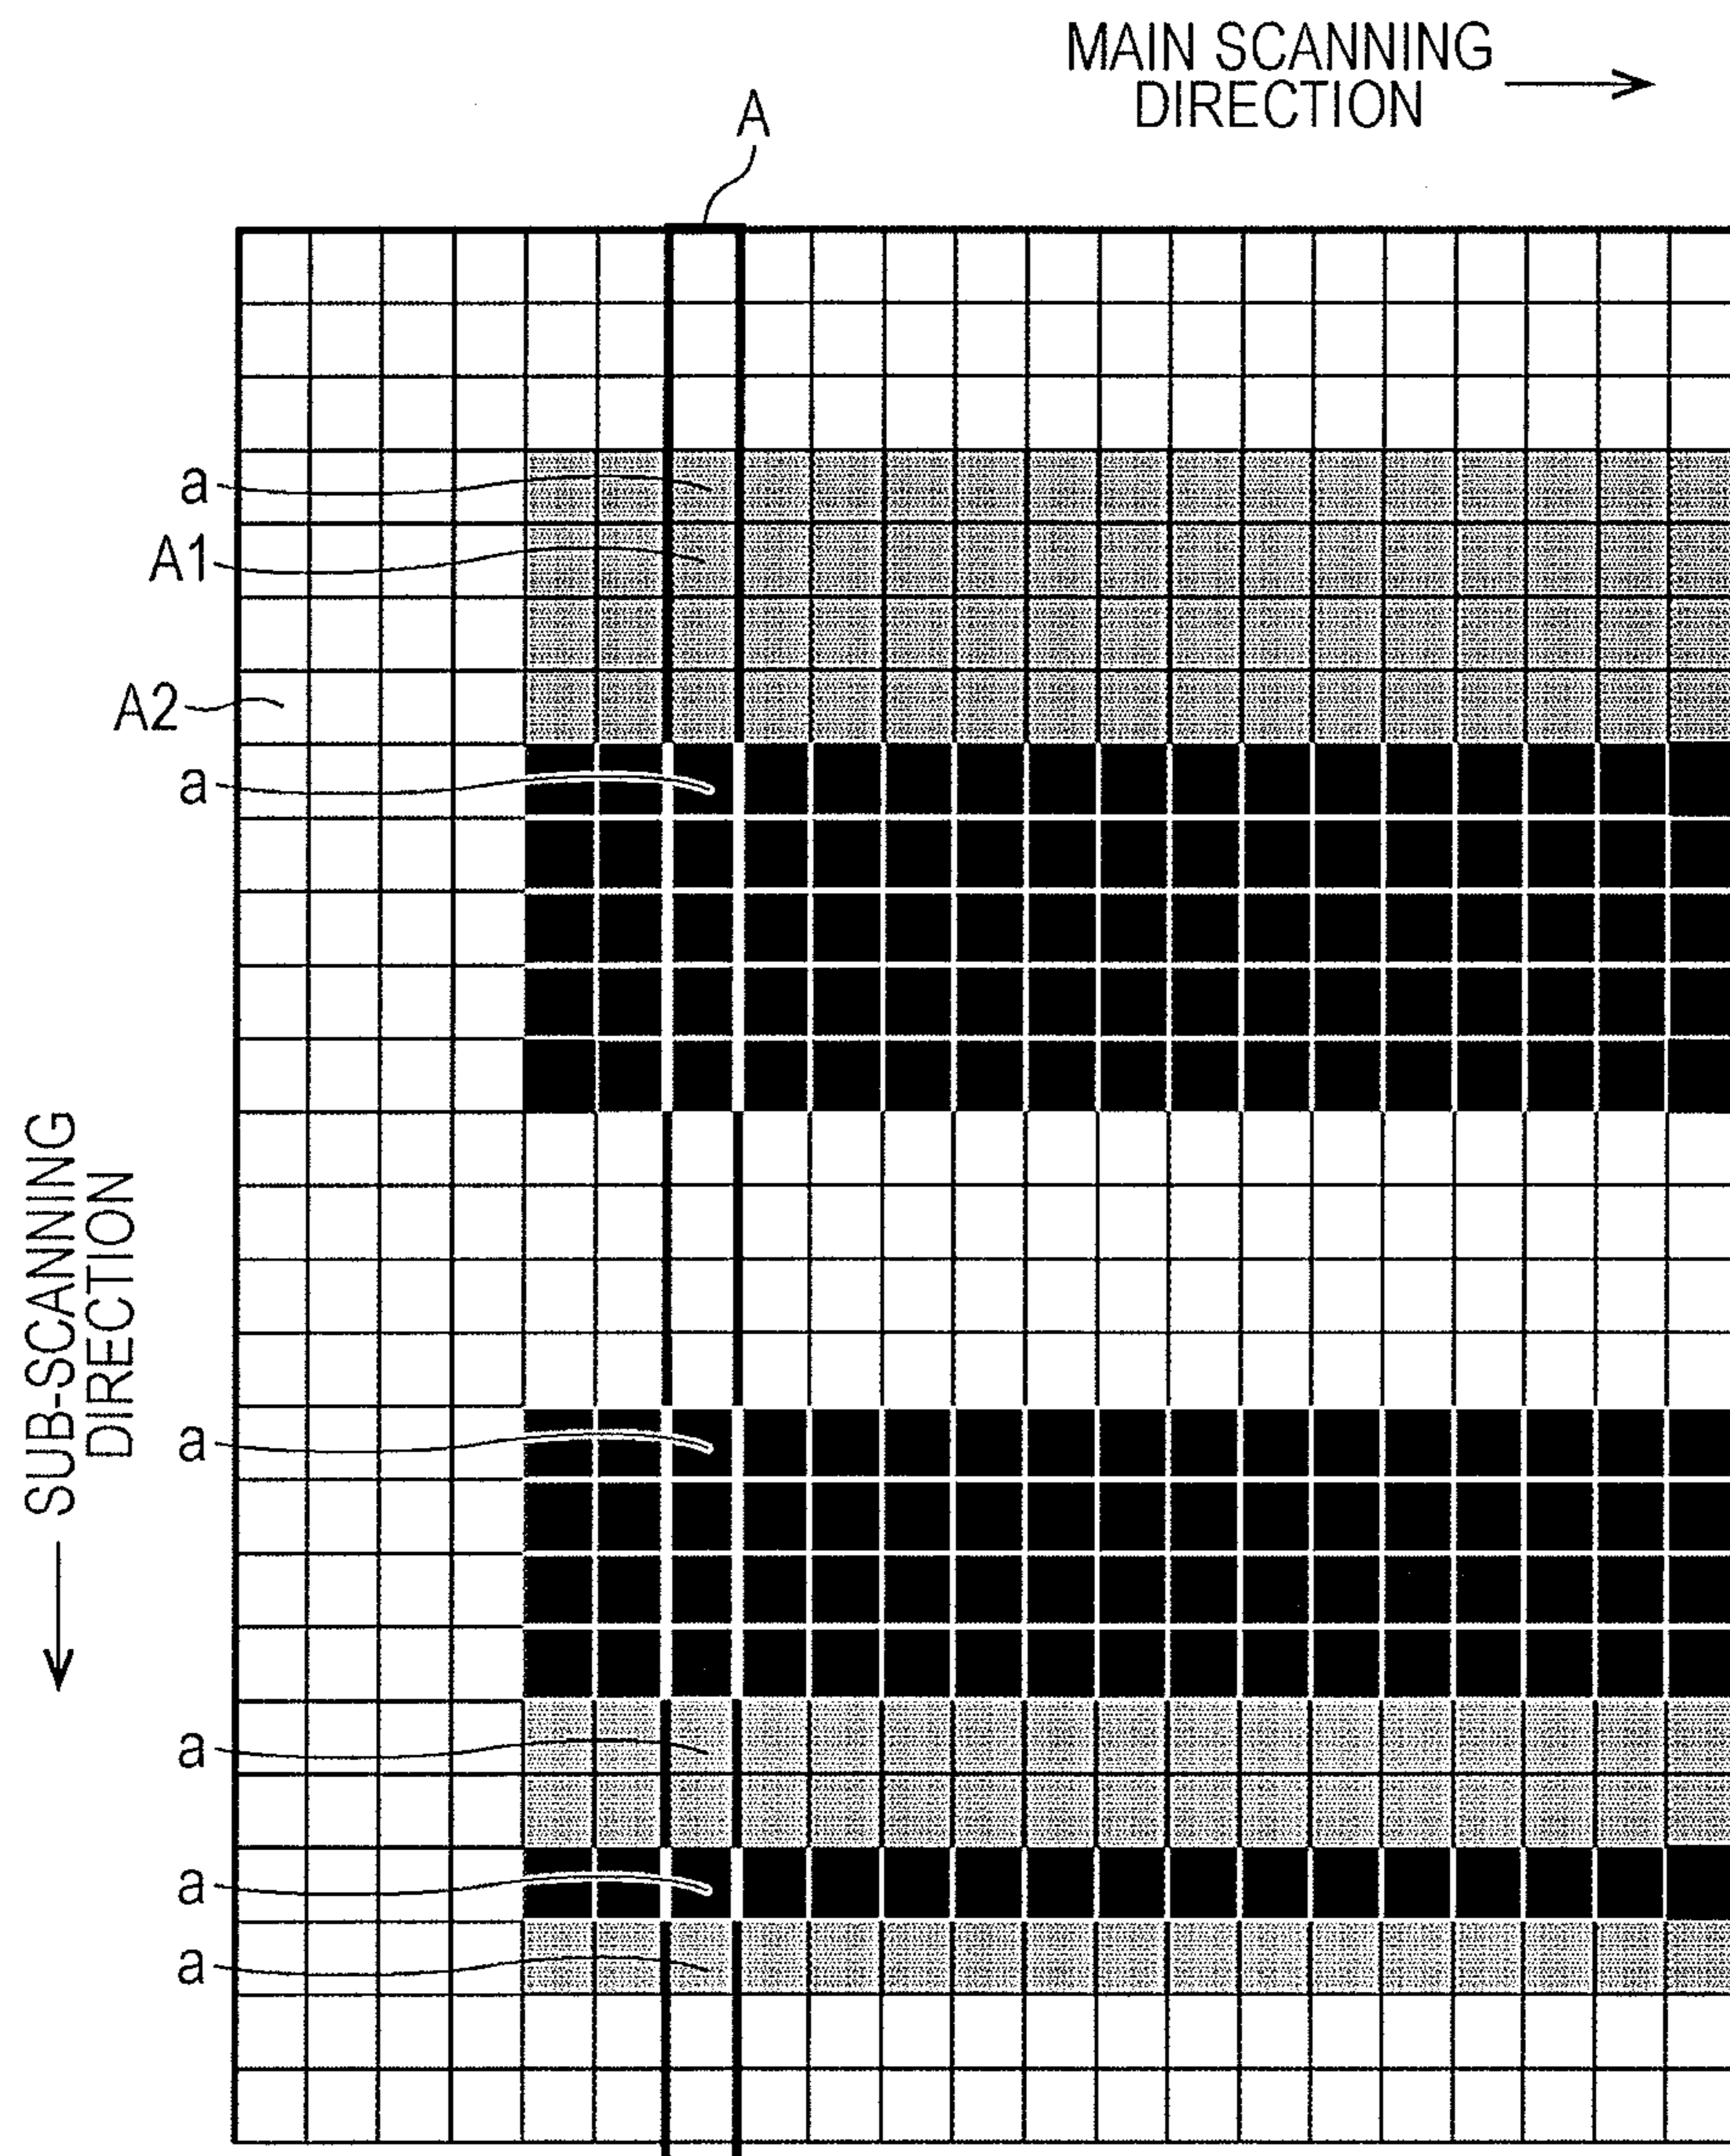 MAIN SCANNING
DIRECTION
A
a
A1
A2
a
SUB-SCANNING
DIRECTION
a
a
a
a